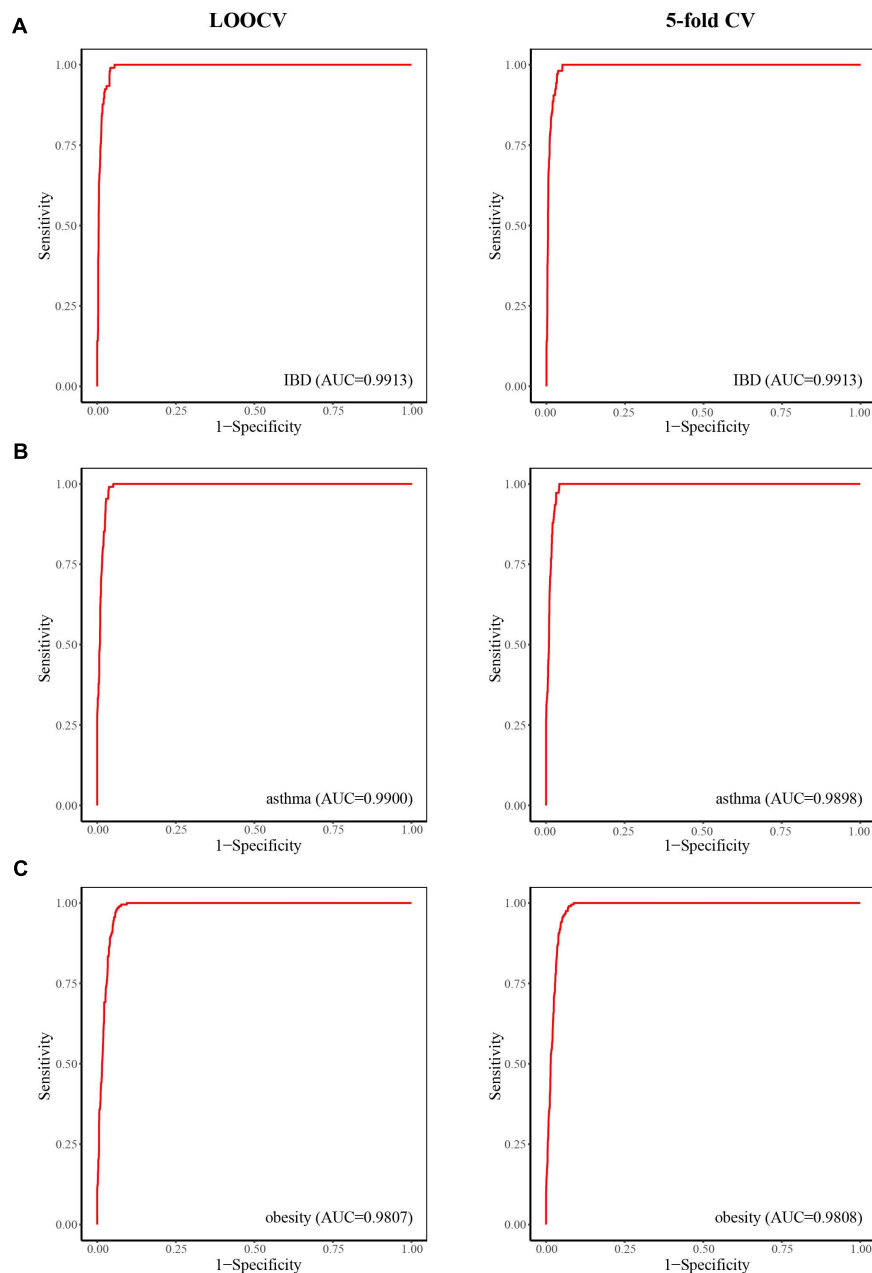 LOOCV
5-fold CV
A
1.00
0.75
0.50
0.25
0.00
Sensitivity
IBD (AUC=0.9913)
0.00 0.25 0.50 0.75 1.00
1−Specificity
1.00
0.75
0.50
0.25
0.00
Sensitivity
IBD (AUC=0.9913)
0.00 0.25 0.50 0.75 1.00
1−Specificity
B
1.00
0.75
0.50
0.25
0.00
Sensitivity
asthma (AUC=0.9900)
0.00 0.25 0.50 0.75 1.00
1−Specificity
1.00
0.75
0.50
0.25
0.00
Sensitivity
asthma (AUC=0.9898)
0.00 0.25 0.50 0.75 1.00
1−Specificity
C
1.00
0.75
0.50
0.25
0.00
Sensitivity
obesity (AUC=0.9807)
0.00 0.25 0.50 0.75 1.00
1−Specificity
1.00
0.75
0.50
0.25
0.00
Sensitivity
obesity (AUC=0.9808)
0.00 0.25 0.50 0.75 1.00
1−Specificity